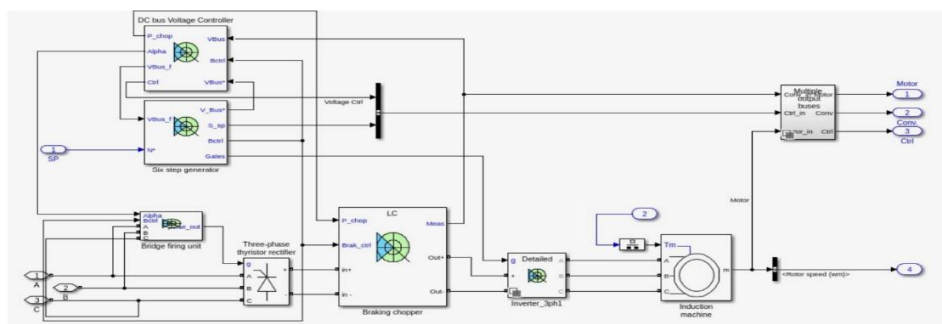 DC bus Voltage Controller
P_chop
VBus
Alpha
VBus_f
Bctrl
Ctrl
VBus*
Voltage Ctrl
V_Bus*
VBus_f
S_sp
Bctrl
N*
Gates
Six step generator
1
SP
Motor
1
Multiple output buses
Motor
Ctrl_in
Conv
2
Conv.
Ctrl
3
Ctrl
Motor
Alpha
Bctrl
A
B
C
Bridge firing unit
Three-phase thyristor rectifier
g
A
B
C
+
-
1
A
2
B
3
C
LC
P_chop
Meas
Brak_ctrl
in+
Out+
in -
Out-
Braking chopper
Detailed
g
+
-
A
B
C
Inverter_3ph1
2
Tm
A
B
C
m
Induction machine
<Rotor speed (wm)>
4